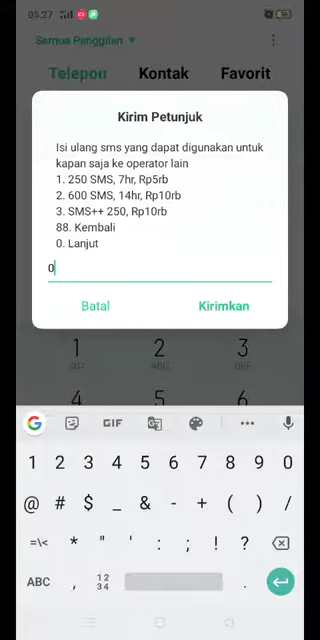 05.27
36
Semua Panggilan
Telepon Kontak Favorit
Kirim Petunjuk
Isi ulang sms yang dapat digunakan untuk
kapan saja ke operator lain
1. 250 SMS, 7hr, Rp5rb
2. 600 SMS, 14hr, Rp10rb
3. SMS++ 250, Rp10rb
88. Kembali
0. Lanjut
0
Batal Kirimkan
1 2 3
ABC DEF
4 5 6
G GIF
1 2 3 4 5 6 7 8 9 0
@ # $ _ & - + ( ) /
=\< * " ' : ; ! ?
ABC , 12 34 .